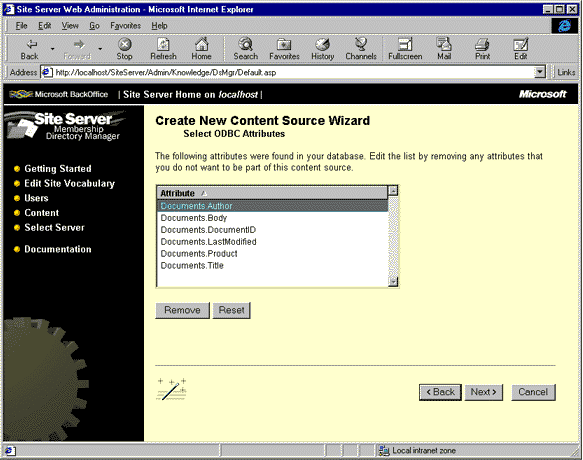 Site Server Web Administration - Microsoft Internet Explorer
File Edit View Go Favorites Help
Back Forward Stop Refresh Home Search Favorites History Channels Fullscreen Mail Print Edit
Address http://localhost/SiteServer/Admin/Knowledge/DsMgr/Default.asp Links
Microsoft BackOffice | Site Server Home on localhost | Microsoft
Site Server
Membership
Directory Manager
Getting Started
Edit Site Vocabulary
Users
Content
Select Server
Documentation
Create New Content Source Wizard
Select ODBC Attributes
The following attributes were found in your database. Edit the list by removing any attributes that
you do not want to be part of this content source.
Attribute
Documents.Author
Documents.Body
Documents.DocumentID
Documents.LastModified
Documents.Product
Documents.Title
Remove Reset
< Back Next > Cancel
Local intranet zone